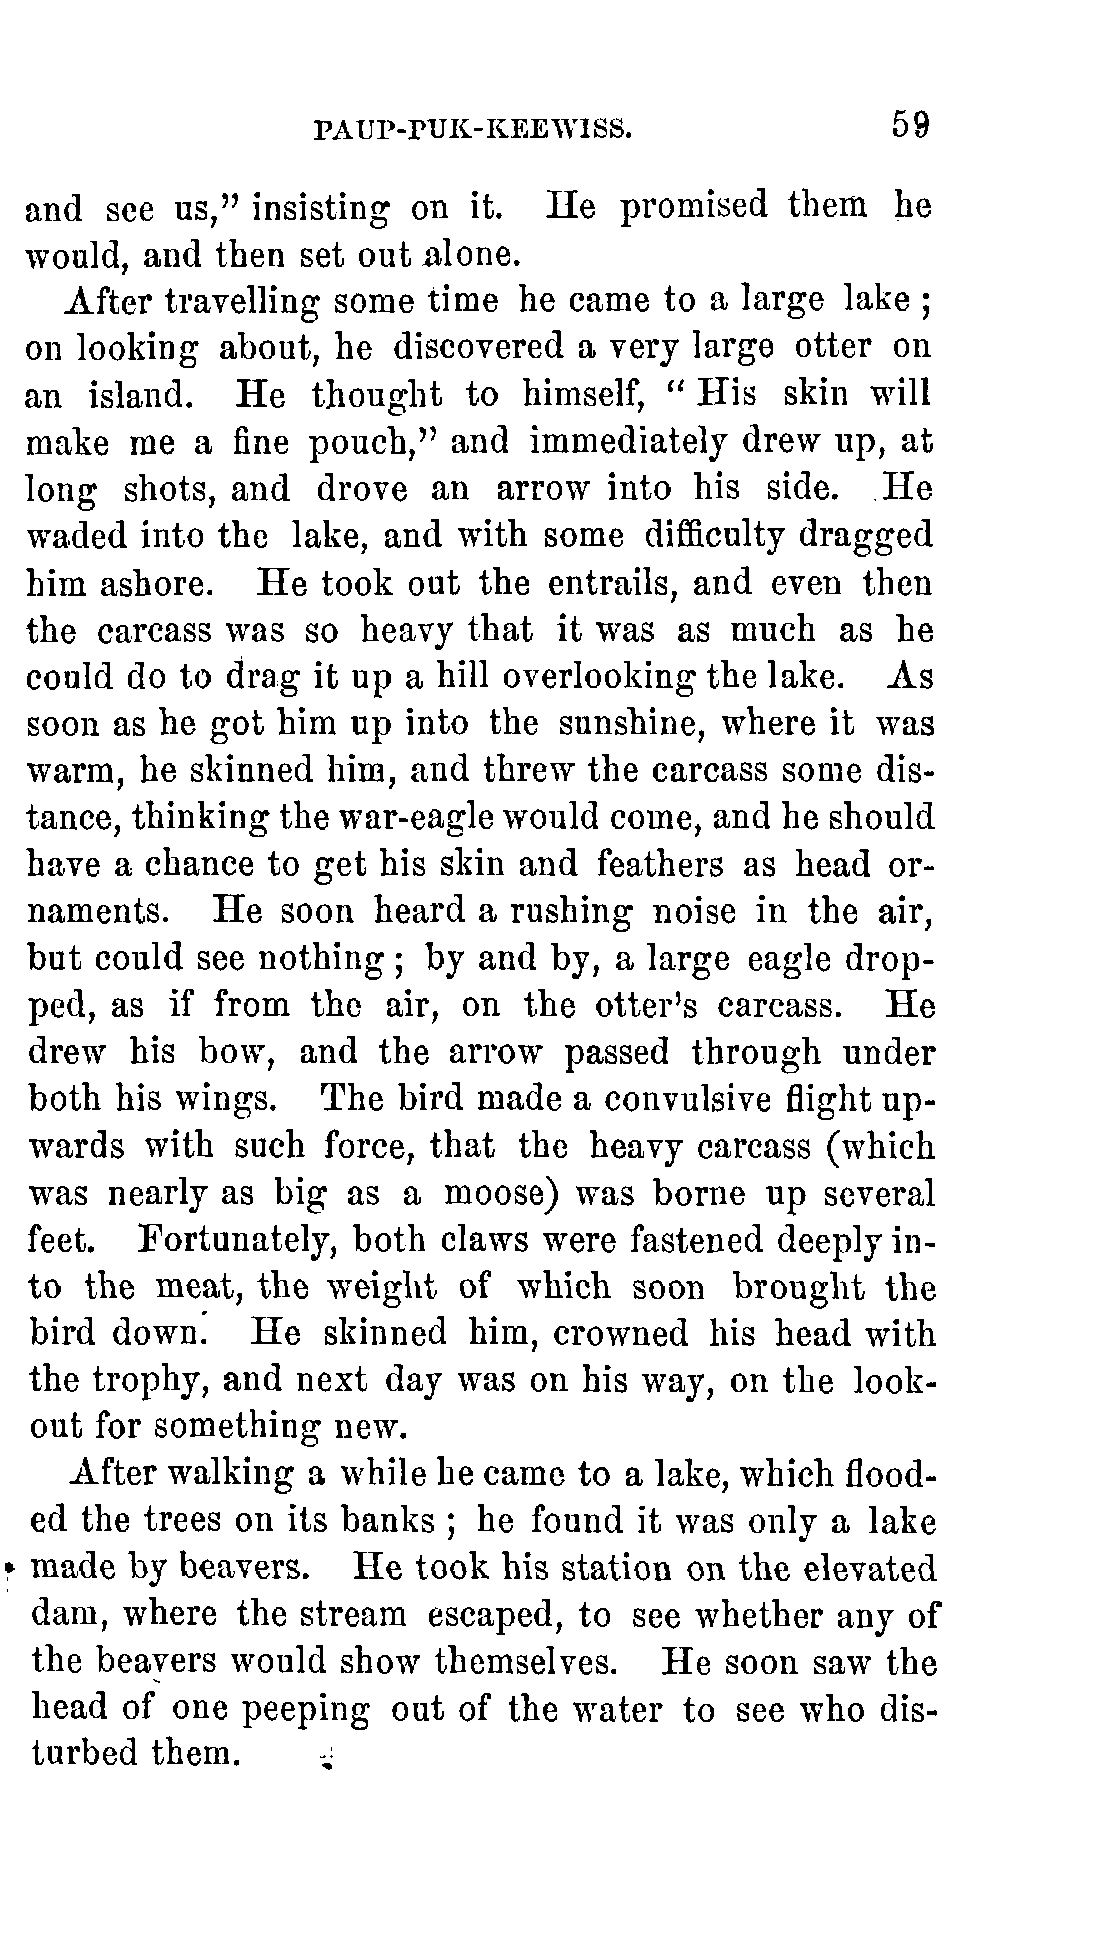 PAUP-PUK-KEEWISS. 59
and see us,” insisting on it. He promised them he
would, and then set out alone.
After travelling some time he came to a large lake ;
on looking about, he discovered a very large otter on
an island. He thought to himself, “ His skin will
make me a fine pouch,” and immediately drew up, at
long shots, and drove an arrow into his side. He
waded into the lake, and with some difficulty dragged
him ashore. He took out the entrails, and even then
the carcass was so heavy that it was as much as he
could do to drag it up a hill overlooking the lake. As
soon as he got him up into the sunshine, where it was
warm, he skinned him, and threw the carcass some dis-
tance, thinking the war-eagle would come, and he should
have a chance to get his skin and feathers as head or-
naments. He soon heard a rushing noise in the air,
but could see nothing ; by and by, a large eagle drop-
ped, as if from the air, on the otter's carcass. He
drew his bow, and the arrow passed through under
both his wings. The bird made a convulsive flight up-
wards with such force, that the heavy carcass (which
was nearly as big as a moose) was borne up several
feet. Fortunately, both claws were fastened deeply in-
to the meat, the weight of which soon brought the
bird down. He skinned him, crowned his head with
the trophy, and next day was on his way, on the look-
out for something new.
After walking a while he came to a lake, which flood-
ed the trees on its banks ; he found it was only a lake
made by beavers. He took his station on the elevated
dam, where the stream escaped, to see whether any of
the beavers would show themselves. He soon saw the
head of one peeping out of the water to see who dis-
turbed them.